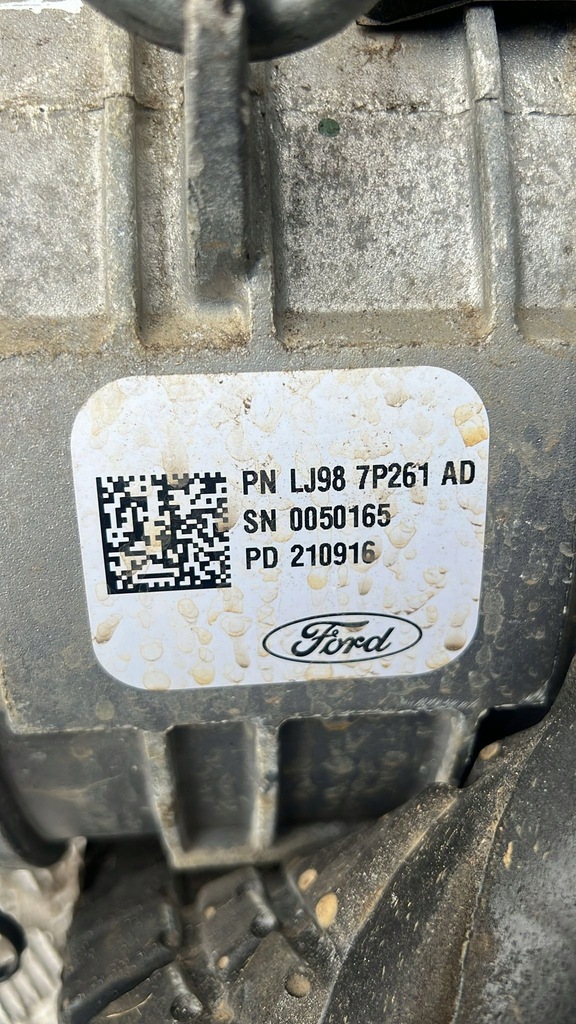 PN LJ98 7P261 AD
SN 0050165
PD 210916
Ford